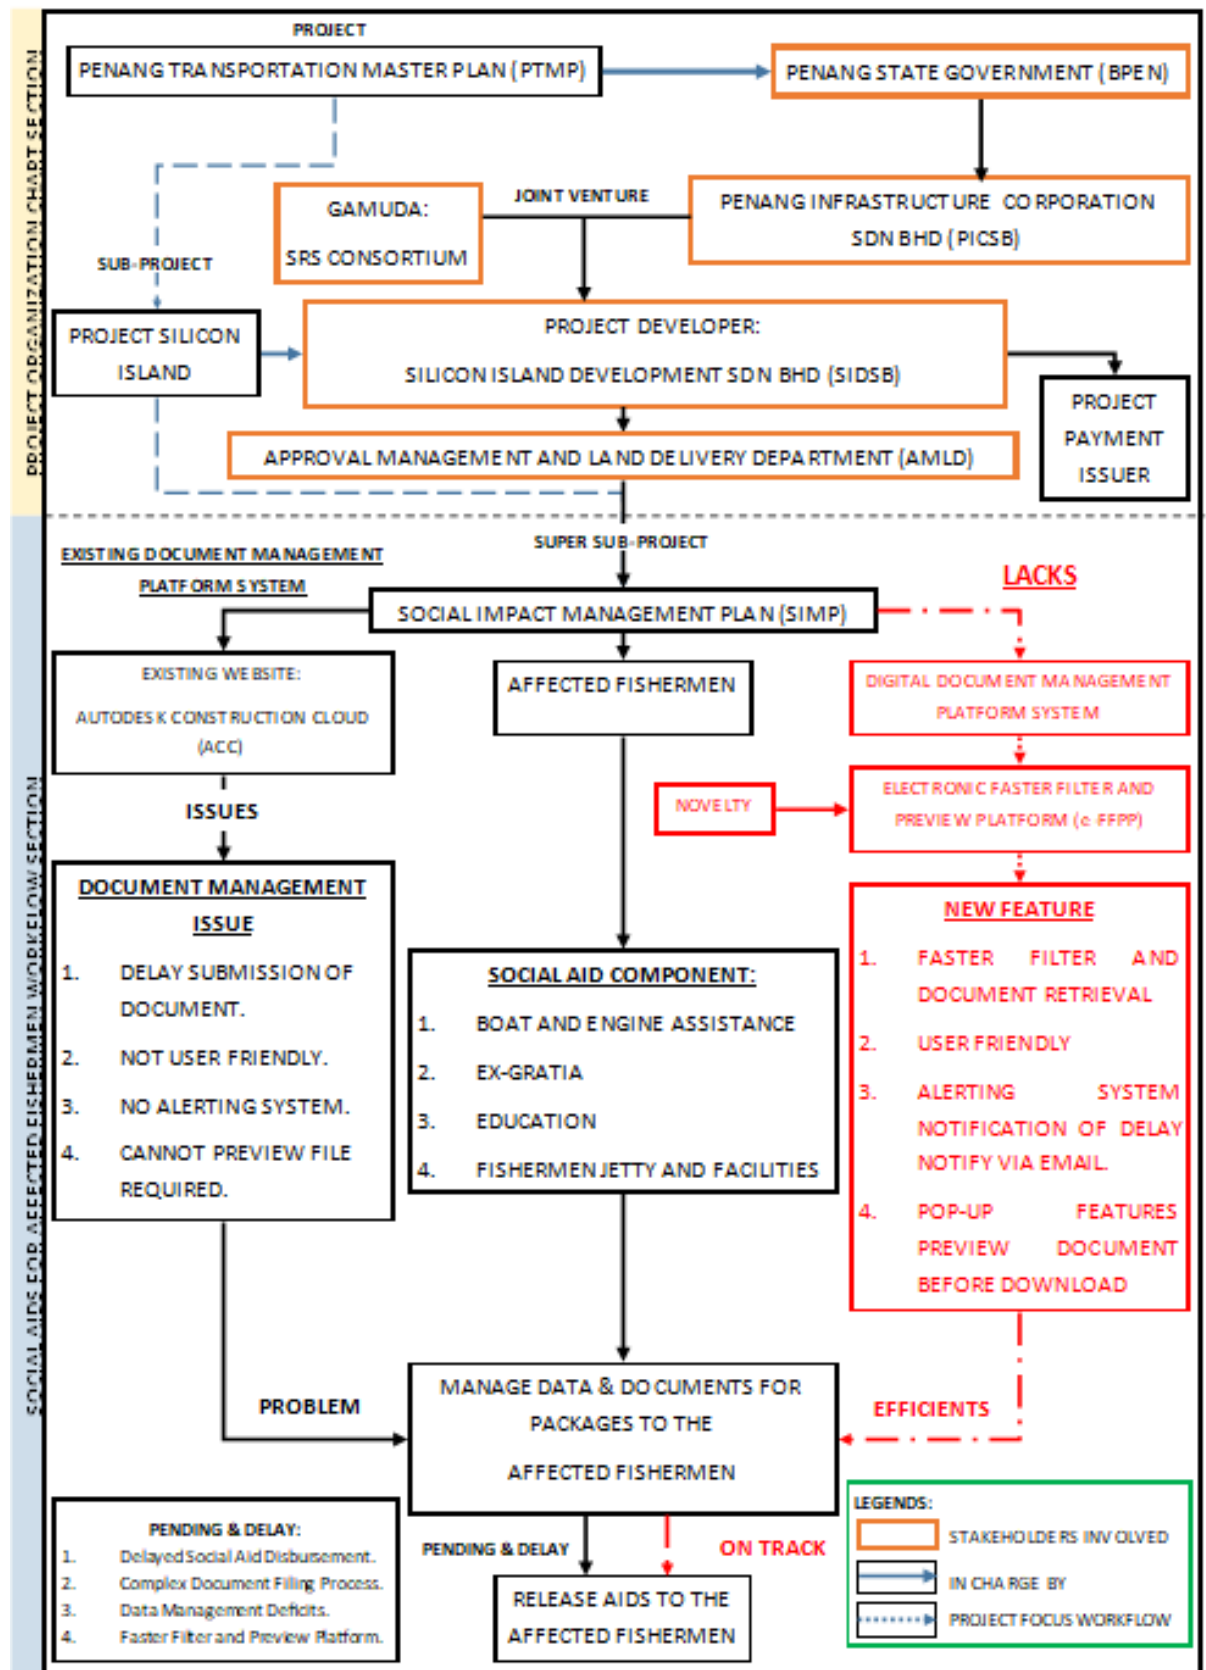 PROJECT ORGANIZATION CHART SECTION
PROJECT
PENANG TRANSPORTATION MASTER PLAN (PTMP)
PENANG STATE GOVERNMENT (BPEN)
GAMUDA:
SRS CONSORTIUM
JOINT VENTURE
PENANG INFRASTRUCTURE CORPORATION
SDN BHD (PICSB)
SUB-PROJECT
PROJECT SILICON
ISLAND
PROJECT DEVELOPER:
SILICON ISLAND DEVELOPMENT SDN BHD (SIDSB)
PROJECT
PAYMENT
ISSUER
APPROVAL MANAGEMENT AND LAND DELIVERY DEPARTMENT (AMLD)
SOCIAL AIDS FOR AFFECTED FISHERMEN WORKFLOW SECTION
SUPER SUB-PROJECT
EXISTING DOCUMENT MANAGEMENT
PLATFORM SYSTEM
LACKS
SOCIAL IMPACT MANAGEMENT PLAN (SIMP)
EXISTING WEBSITE:
AUTODESK CONSTRUCTION CLOUD
(ACC)
AFFECTED FISHERMEN
DIGITAL DOCUMENT MANAGEMENT
PLATFORM SYSTEM
NOVELTY
ELECTRONIC FASTER FILTER AND
PREVIEW PLATFORM (e-FFPP)
ISSUES
DOCUMENT MANAGEMENT
ISSUE
1. DELAY SUBMISSION OF
DOCUMENT.
2. NOT USER FRIENDLY.
3. NO ALERTING SYSTEM.
4. CANNOT PREVIEW FILE
REQUIRED.
SOCIAL AID COMPONENT:
1. BOAT AND ENGINE ASSISTANCE
2. EX-GRATIA
3. EDUCATION
4. FISHERMEN JETTY AND FACILITIES
NEW FEATURE
1. FASTER FILTER AND
DOCUMENT RETRIEVAL
2. USER FRIENDLY
3. ALERTING SYSTEM
NOTIFICATION OF DELAY
NOTIFY VIA EMAIL.
4. POP-UP FEATURES
PREVIEW DOCUMENT
BEFORE DOWNLOAD
PROBLEM
MANAGE DATA & DOCUMENTS FOR
PACKAGES TO THE
AFFECTED FISHERMEN
EFFICIENTS
PENDING & DELAY:
1. Delayed Social Aid Disbursement.
2. Complex Document Filing Process.
3. Data Management Deficits.
4. Faster Filter and Preview Platform.
PENDING & DELAY
ON TRACK
RELEASE AIDS TO THE
AFFECTED FISHERMEN
LEGENDS:
STAKEHOLDERS INVOLVED
IN CHARGE BY
PROJECT FOCUS WORKFLOW